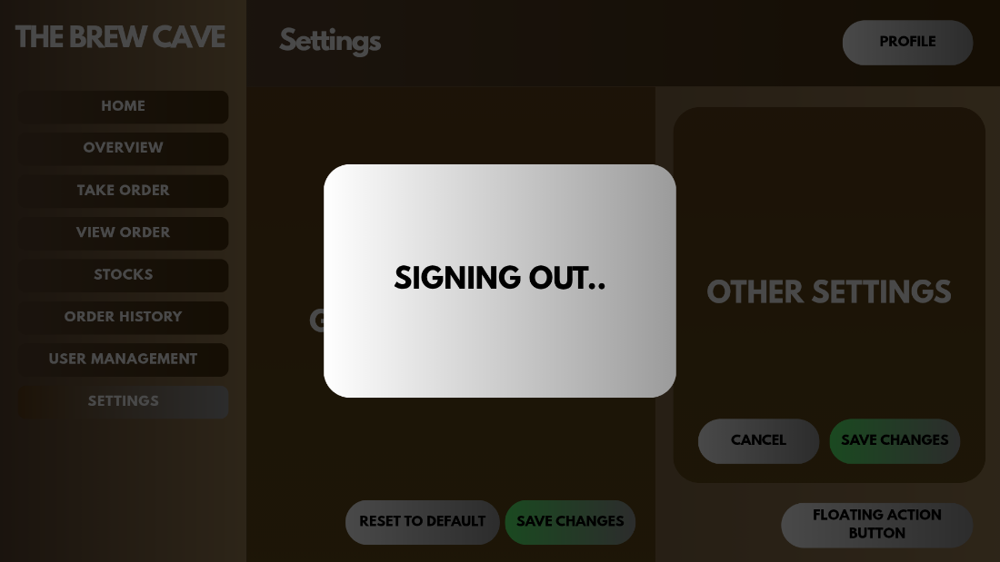 THE BREW CAVE
Settings
PROFILE
HOME
OVERVIEW
TAKE ORDER
VIEW ORDER
STOCKS
ORDER HISTORY
USER MANAGEMENT
SETTINGS
SIGNING OUT..
OTHER SETTINGS
CANCEL
SAVE CHANGES
RESET TO DEFAULT
SAVE CHANGES
FLOATING ACTION
BUTTON